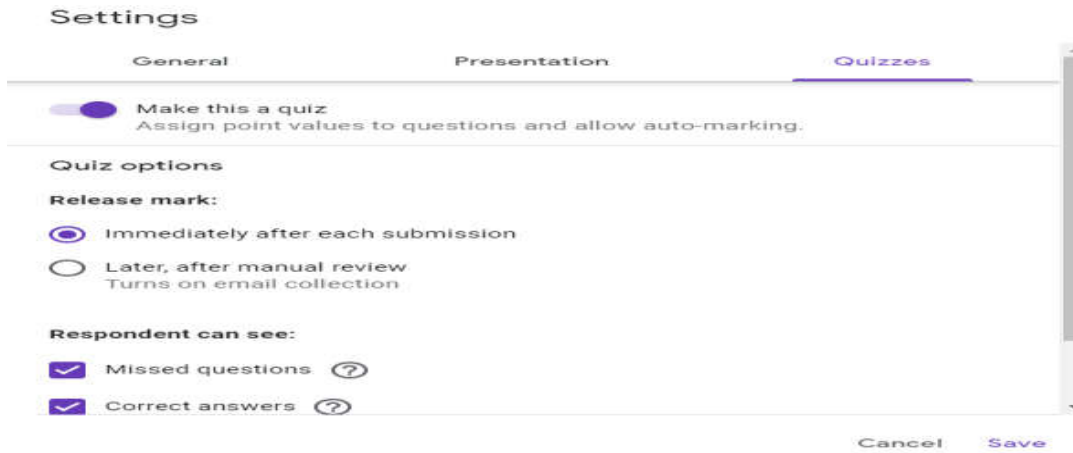 Settings
General Presentation Quizzes
Make this a quiz
Assign point values to questions and allow auto-marking.
Quiz options
Release mark:
Immediately after each submission
Later, after manual review
Turns on email collection
Respondent can see:
Missed questions ?
Correct answers ?
Cancel Save